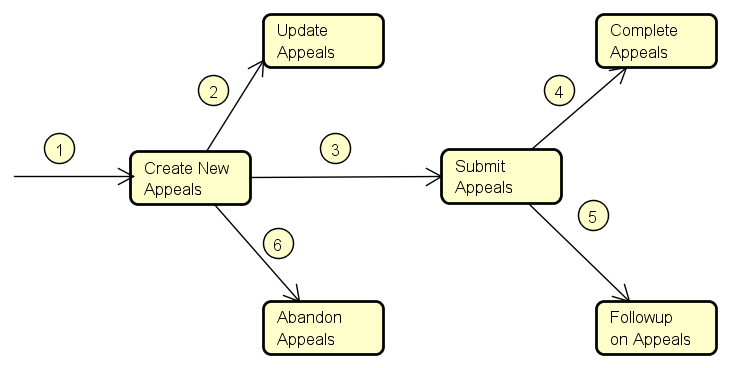 Update
Appeals
Complete
Appeals
2
4
1
3
Create New
Appeals
Submit
Appeals
5
6
Abandon
Appeals
Followup
on Appeals